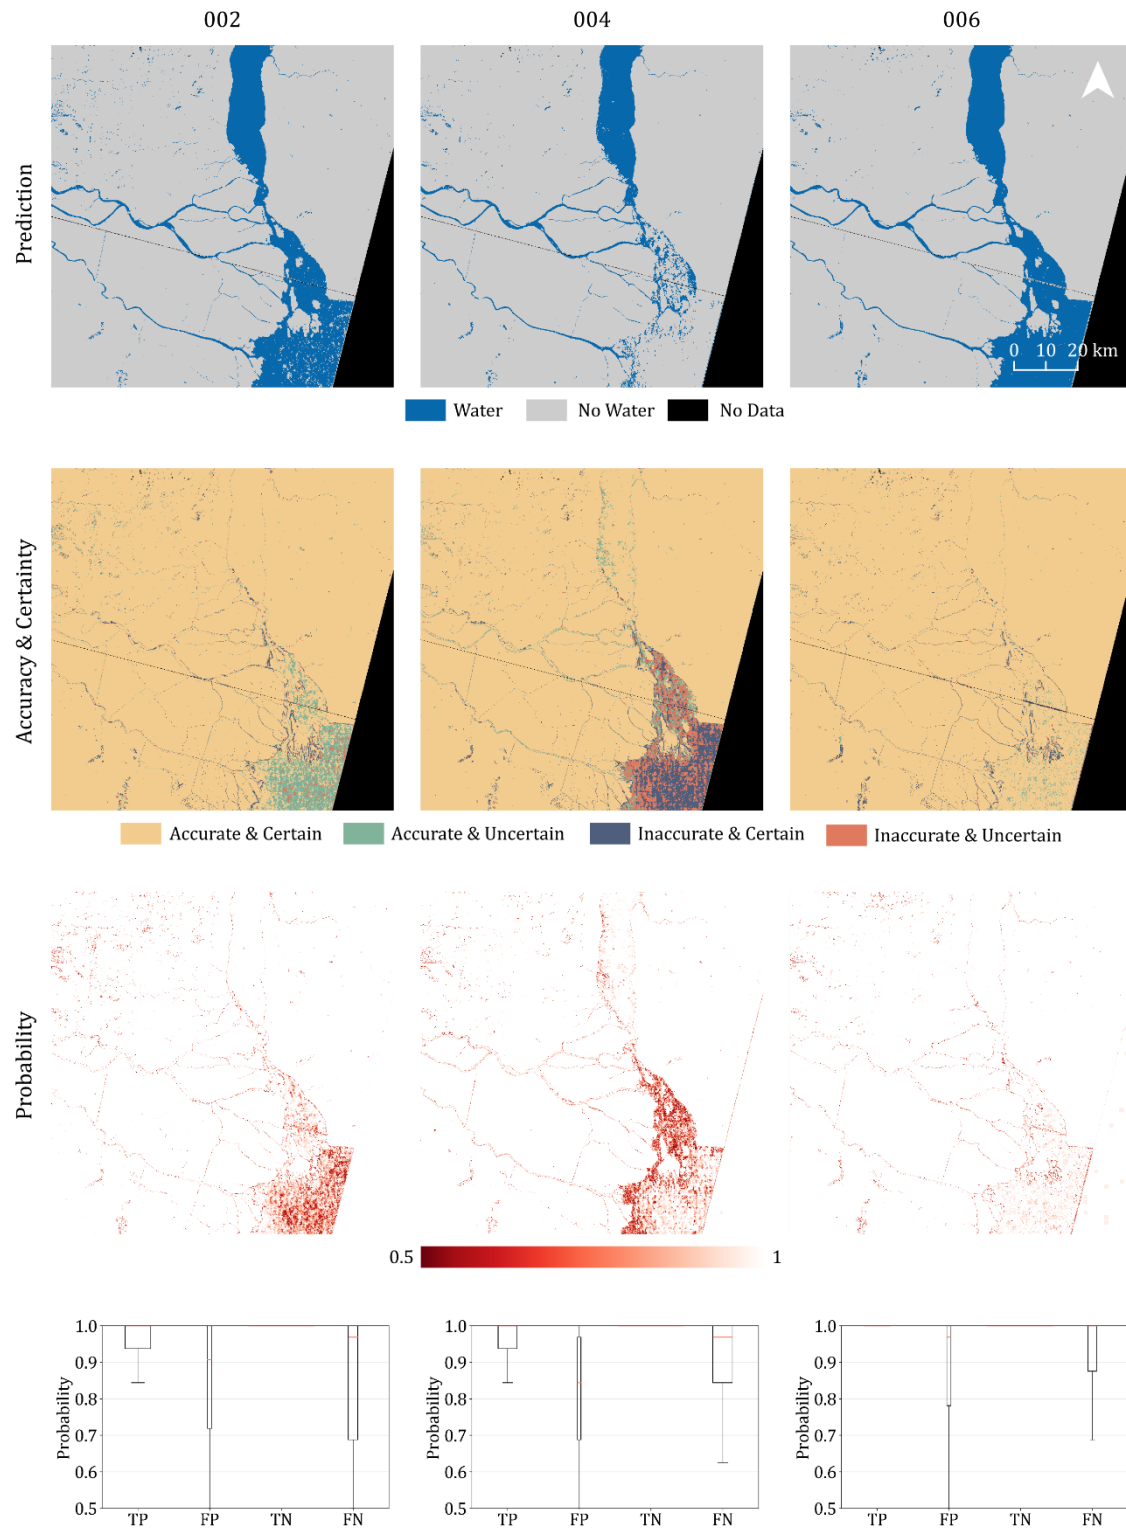 002 004 006
Prediction
0 10 20 km
Water No Water No Data
Accuracy & Certainty
Accurate & Certain Accurate & Uncertain Inaccurate & Certain Inaccurate & Uncertain
Probability
0.5 1
1.0 1.0 1.0
0.9 0.9 0.9
0.8 0.8 0.8
0.7 0.7 0.7
0.6 0.6 0.6
0.5 0.5 0.5
Probability Probability Probability
TP FP TN FN TP FP TN FN TP FP TN FN